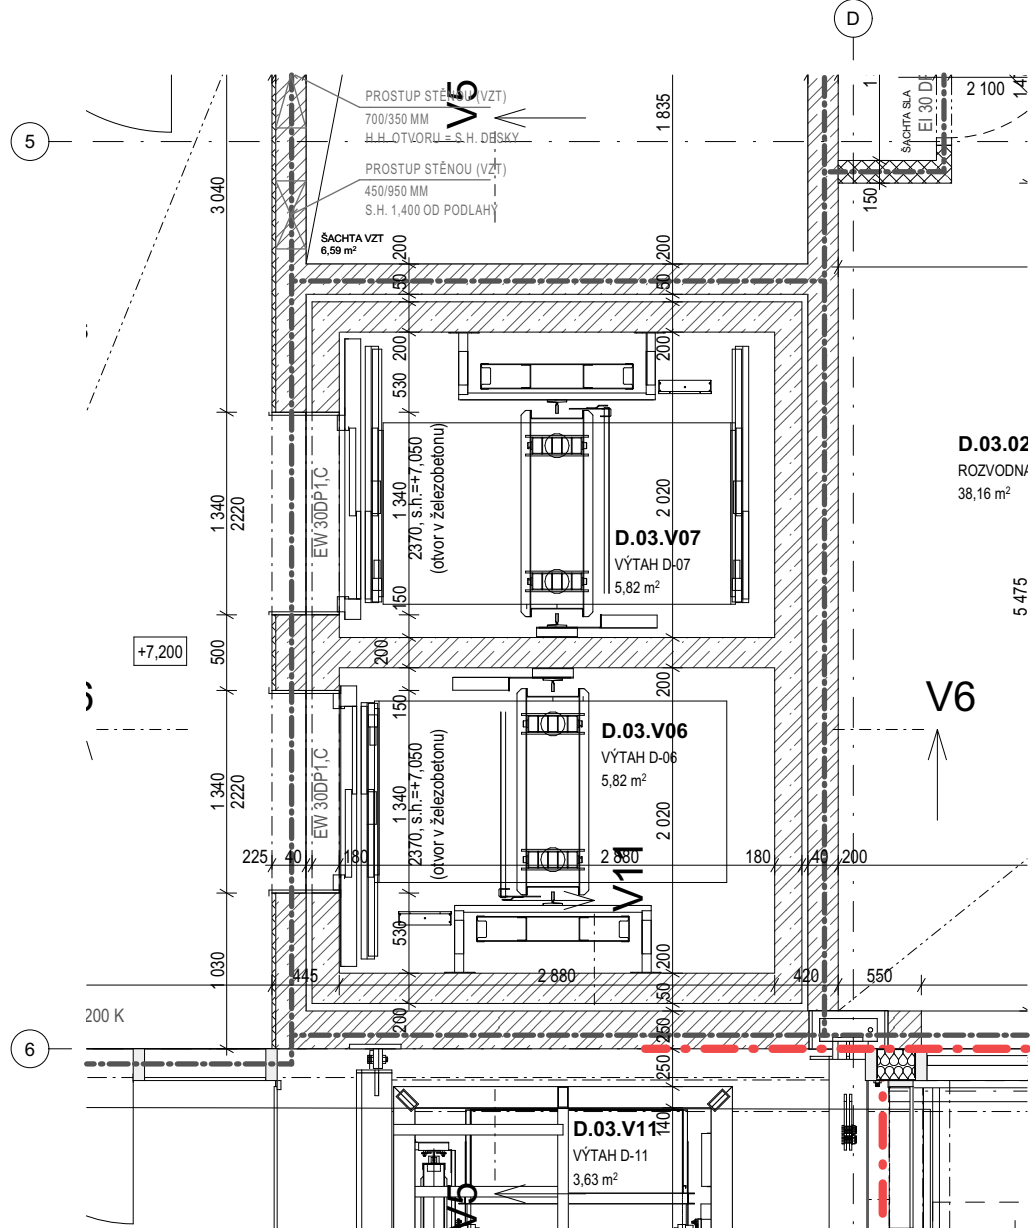 D
5
PROSTUP STĚNOU (VZT)
700/350 MM
H.H. OTVORU = S.H. DESKY
V5
PROSTUP STĚNOU (VZT)
450/950 MM
S.H. 1,400 OD PODLAHY
ŠACHTA VZT
6,59 m²
3 040
1 835
ŠACHTA SLA
EI 30
2 100
150
200
50
200
50
200
530
200
1 340
2220
EW 30DP1,C
1 340
2370, s.h.=+7,050
(otvor v železobetonu)
2 020
D.03.V07
VÝTAH D-07
5,82 m²
D.03.02
ROZVODNA
38,16 m²
5 475
150
500
+7,200
200
200
150
V6
1 340
2220
EW 30DP1,C
1 340
2370, s.h.=+7,050
(otvor v železobetonu)
D.03.V06
VÝTAH D-06
5,82 m²
2 020
225
40
180
2 880
180
40
200
V11
530
200
1 030
445
2 880
420
550
50
200
250
200 K
6
250
140
D.03.V11
VÝTAH D-11
3,63 m²
V5